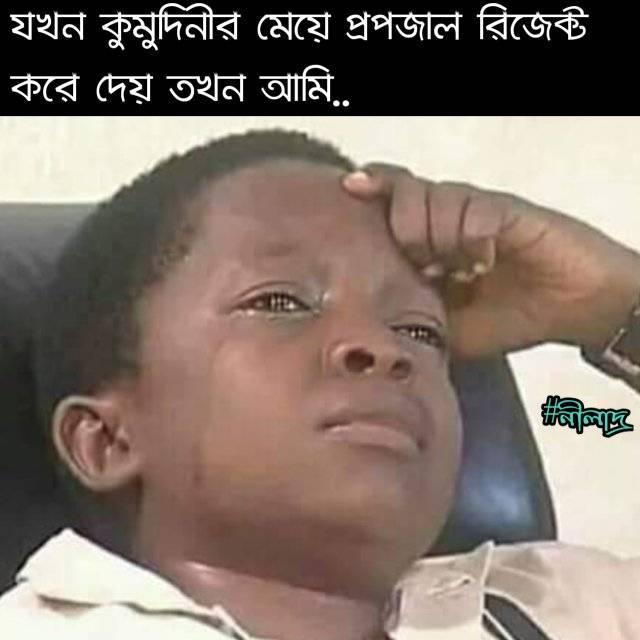 যখন কুমুদিনীর মেয়ে প্রপজাল রিজেক্ট
করে দেয় তখন আমি..
#নীলাদ্র